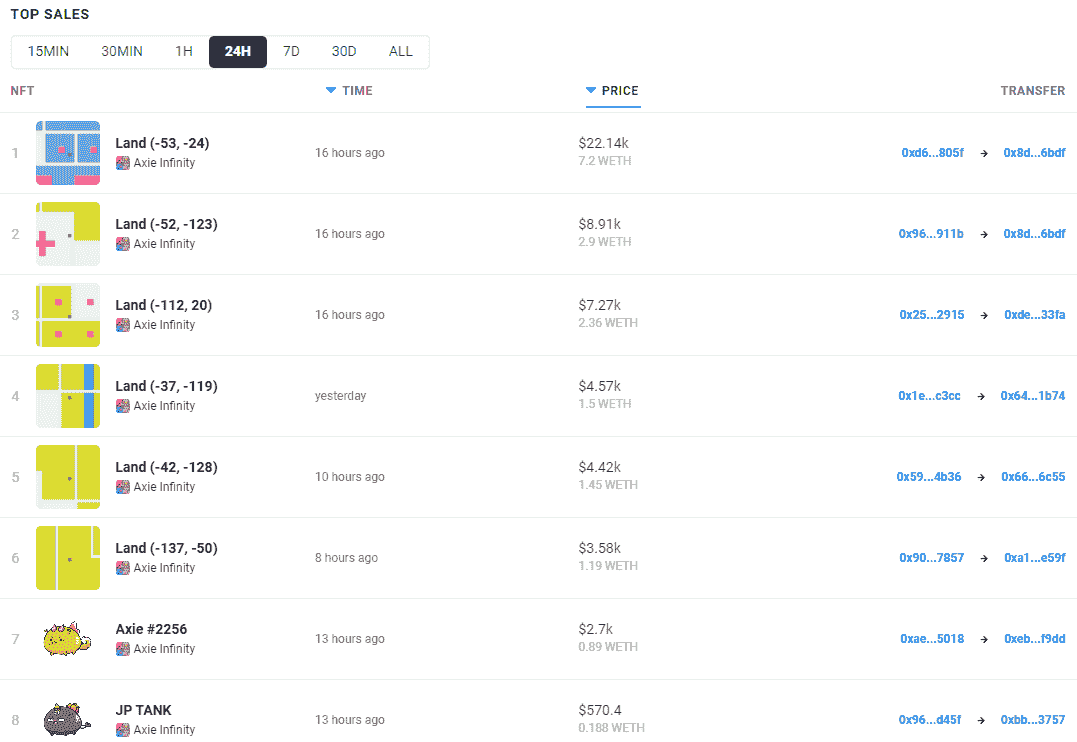 TOP SALES
15MIN 30MIN 1H 24H 7D 30D ALL
NFT TIME PRICE TRANSFER
1 Land (-53, -24) 16 hours ago $22.14k 0xd6...805f → 0x8d...6bdf
Axie Infinity 7.2 WETH
2 Land (-52, -123) 16 hours ago $8.91k 0x96...911b → 0x8d...6bdf
Axie Infinity 2.9 WETH
3 Land (-112, 20) 16 hours ago $7.27k 0x25...2915 → 0xde...33fa
Axie Infinity 2.36 WETH
4 Land (-37, -119) yesterday $4.57k 0x1e...c3cc → 0x64...1b74
Axie Infinity 1.5 WETH
5 Land (-42, -128) 10 hours ago $4.42k 0x59...4b36 → 0x66...6c55
Axie Infinity 1.45 WETH
6 Land (-137, -50) 8 hours ago $3.58k 0x90...7857 → 0xa1...e59f
Axie Infinity 1.19 WETH
7 Axie #2256 13 hours ago $2.7k 0xae...5018 → 0xeb...f9dd
Axie Infinity 0.89 WETH
8 JP TANK 13 hours ago $570.4 0x96...d45f → 0xbb...3757
Axie Infinity 0.188 WETH